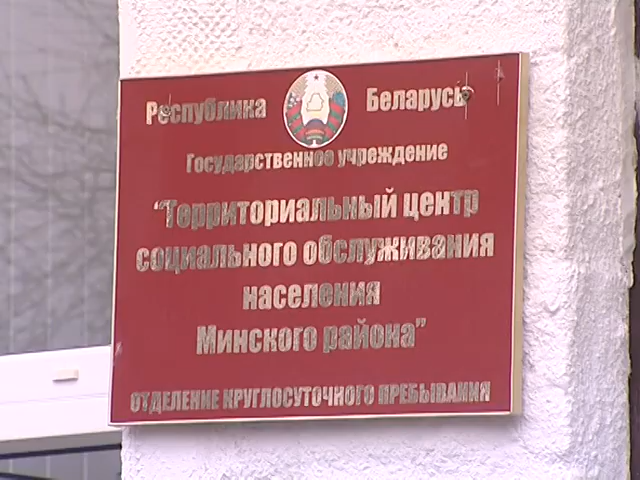 Республика Беларусь
Государственное учреждение
"Территориальный центр
социального обслуживания
населения
Минского района"
ОТДЕЛЕНИЕ КРУГЛОСУТОЧНОГО ПРЕБЫВАНИЯ